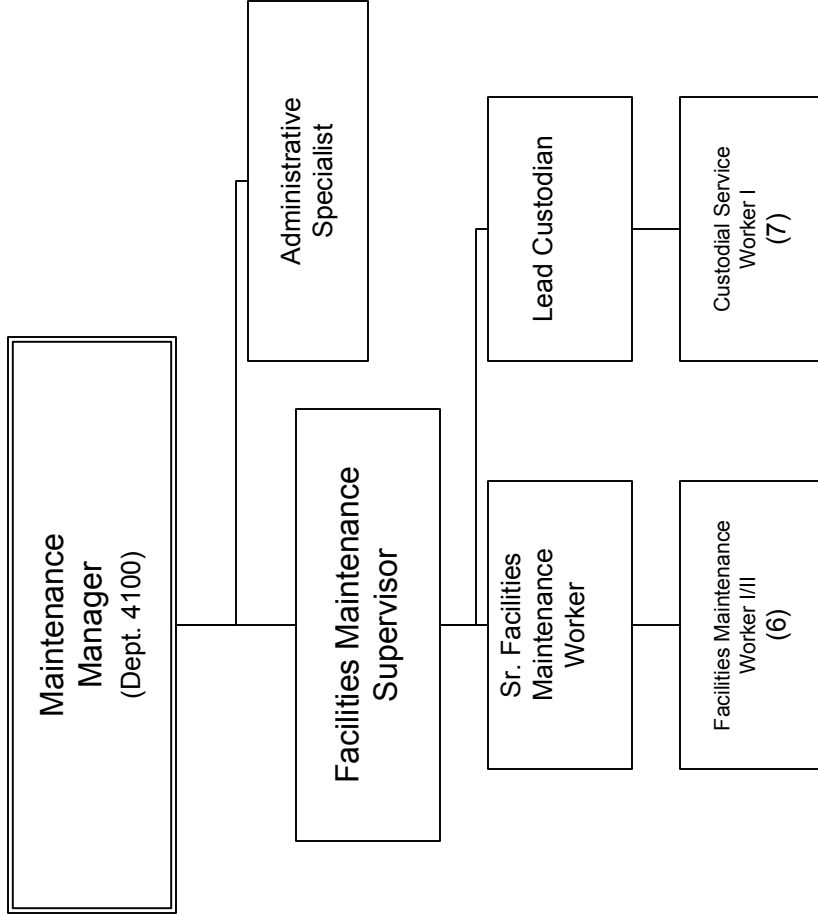 Maintenance
Manager
(Dept. 4100)
Administrative
Specialist
Facilities Maintenance
Supervisor
Sr. Facilities
Maintenance
Worker
Lead Custodian
Facilities Maintenance
Worker I/II
(6)
Custodial Service
Worker I
(7)